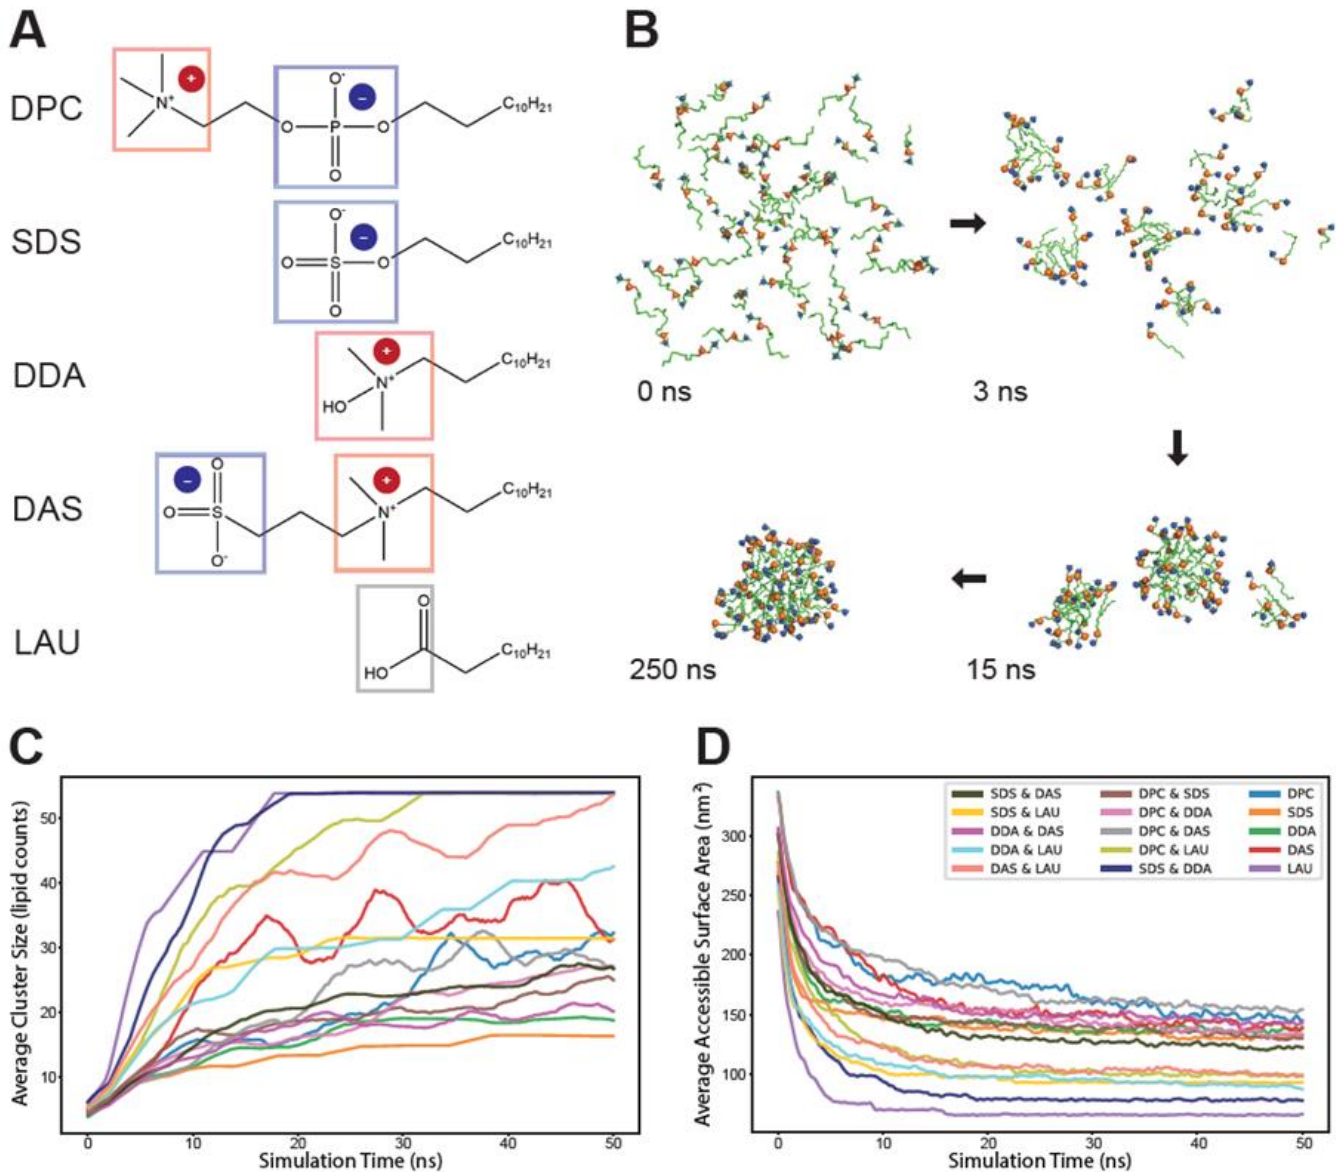 A
B
DPC
N+
+
O
P
O-
−
O
O
C10H21
SDS
O-
−
O
S
O
O
C10H21
DDA
+
N+
HO
C10H21
DAS
−
O
O
S
O-
+
N+
C10H21
LAU
O
HO
C10H21
0 ns
3 ns
250 ns
15 ns
C
Average Cluster Size (lipid counts)
50
40
30
20
10
0 10 20 30 40 50
Simulation Time (ns)
D
Average Accessible Surface Area (nm²)
300
250
200
150
100
0 10 20 30 40 50
Simulation Time (ns)
SDS & DAS DPC & SDS DPC
SDS & LAU DPC & DDA SDS
DDA & DAS DPC & DAS DDA
DDA & LAU DPC & LAU DAS
DAS & LAU SDS & DDA LAU